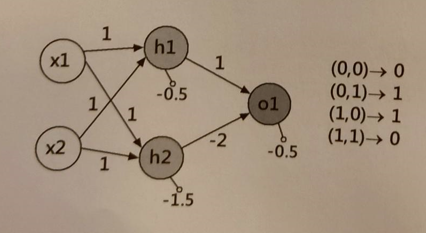 x1
x2
h1
h2
o1
1
1
1
1
1
-2
-0.5
-1.5
-0.5
(0,0)→ 0
(0,1)→ 1
(1,0)→ 1
(1,1)→ 0